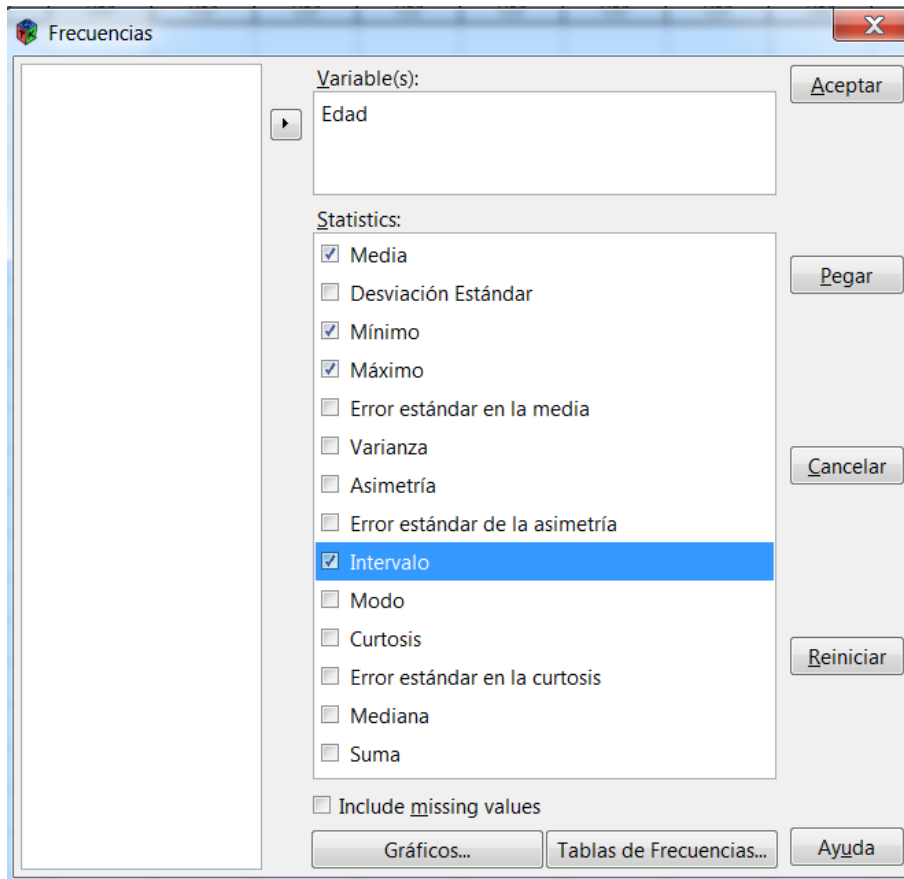 Frecuencias
Variable(s):
Edad
Statistics:
Media
Desviación Estándar
Mínimo
Máximo
Error estándar en la media
Varianza
Asimetría
Error estándar de la asimetría
Intervalo
Modo
Curtosis
Error estándar en la curtosis
Mediana
Suma
Include missing values
Gráficos...
Tablas de Frecuencias...
Aceptar
Pegar
Cancelar
Reiniciar
Ayuda